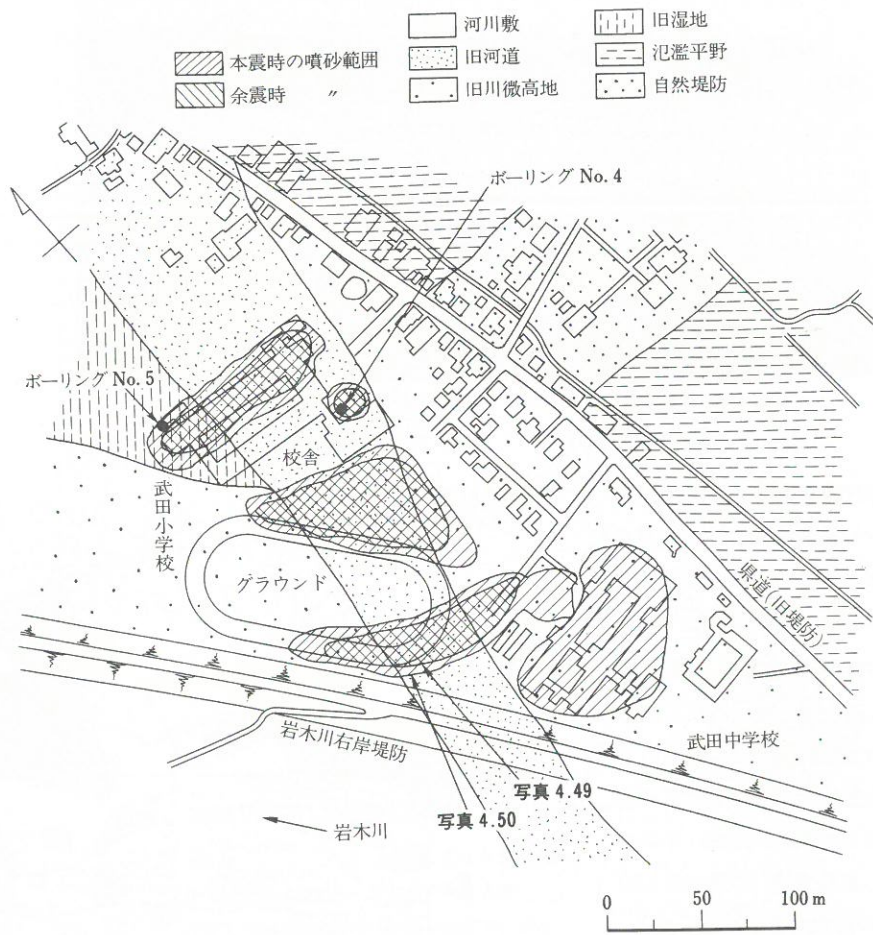 河川敷
旧湿地
本震時の噴砂範囲
旧河道
氾濫平野
余震時 〃
旧川微高地
自然堤防
ボーリング No. 4
ボーリング No. 5
校舎
武田小学校
グラウンド
県道(旧堤防)
武田中学校
岩木川右岸堤防
写真 4.49
写真 4.50
岩木川
0 50 100 m